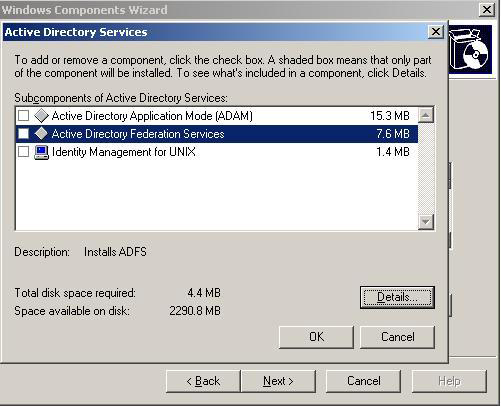 Windows Components Wizard
Active Directory Services
To add or remove a component, click the check box. A shaded box means that only part
of the component will be installed. To see what's included in a component, click Details.
Subcomponents of Active Directory Services:
Active Directory Application Mode (ADAM) 15.3 MB
Active Directory Federation Services 7.6 MB
Identity Management for UNIX 1.4 MB
Description: Installs ADFS
Total disk space required: 4.4 MB
Space available on disk: 2290.8 MB
Details...
OK Cancel
< Back Next > Cancel Help